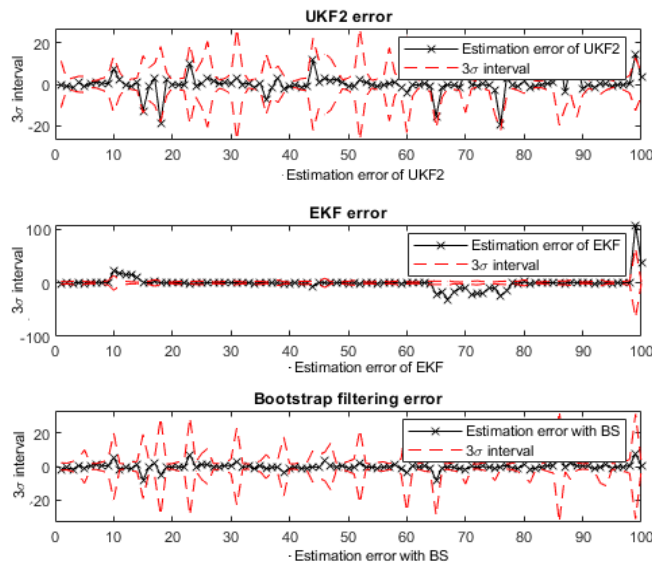 UKF2 error
Estimation error of UKF2
3σ interval
3σ interval
20
0
-20
0 10 20 30 40 50 60 70 80 90 100
Estimation error of UKF2
EKF error
Estimation error of EKF
3σ interval
3σ interval
100
0
-100
0 10 20 30 40 50 60 70 80 90 100
Estimation error of EKF
Bootstrap filtering error
Estimation error with BS
3σ interval
3σ interval
20
0
-20
0 10 20 30 40 50 60 70 80 90 100
Estimation error with BS